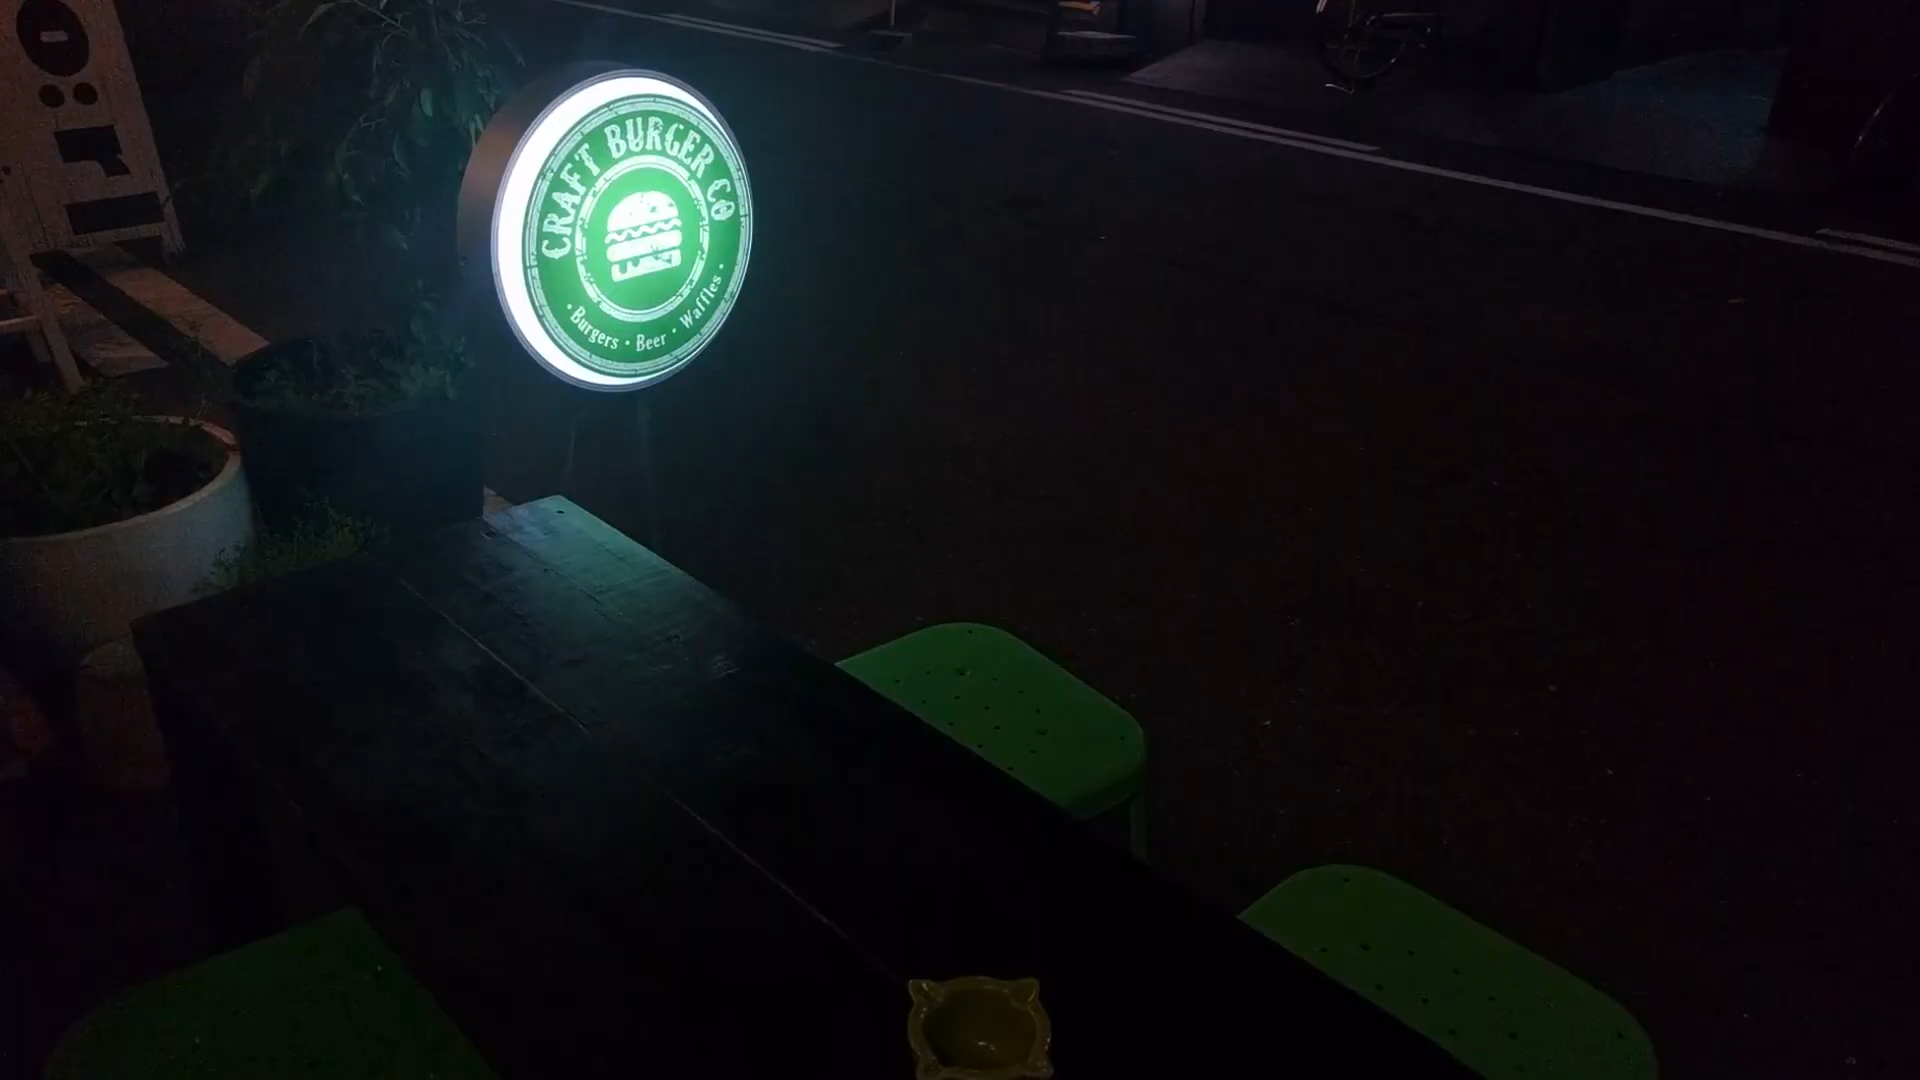 CRAFT BURGER CO
• Burgers • Beer • Waffles •